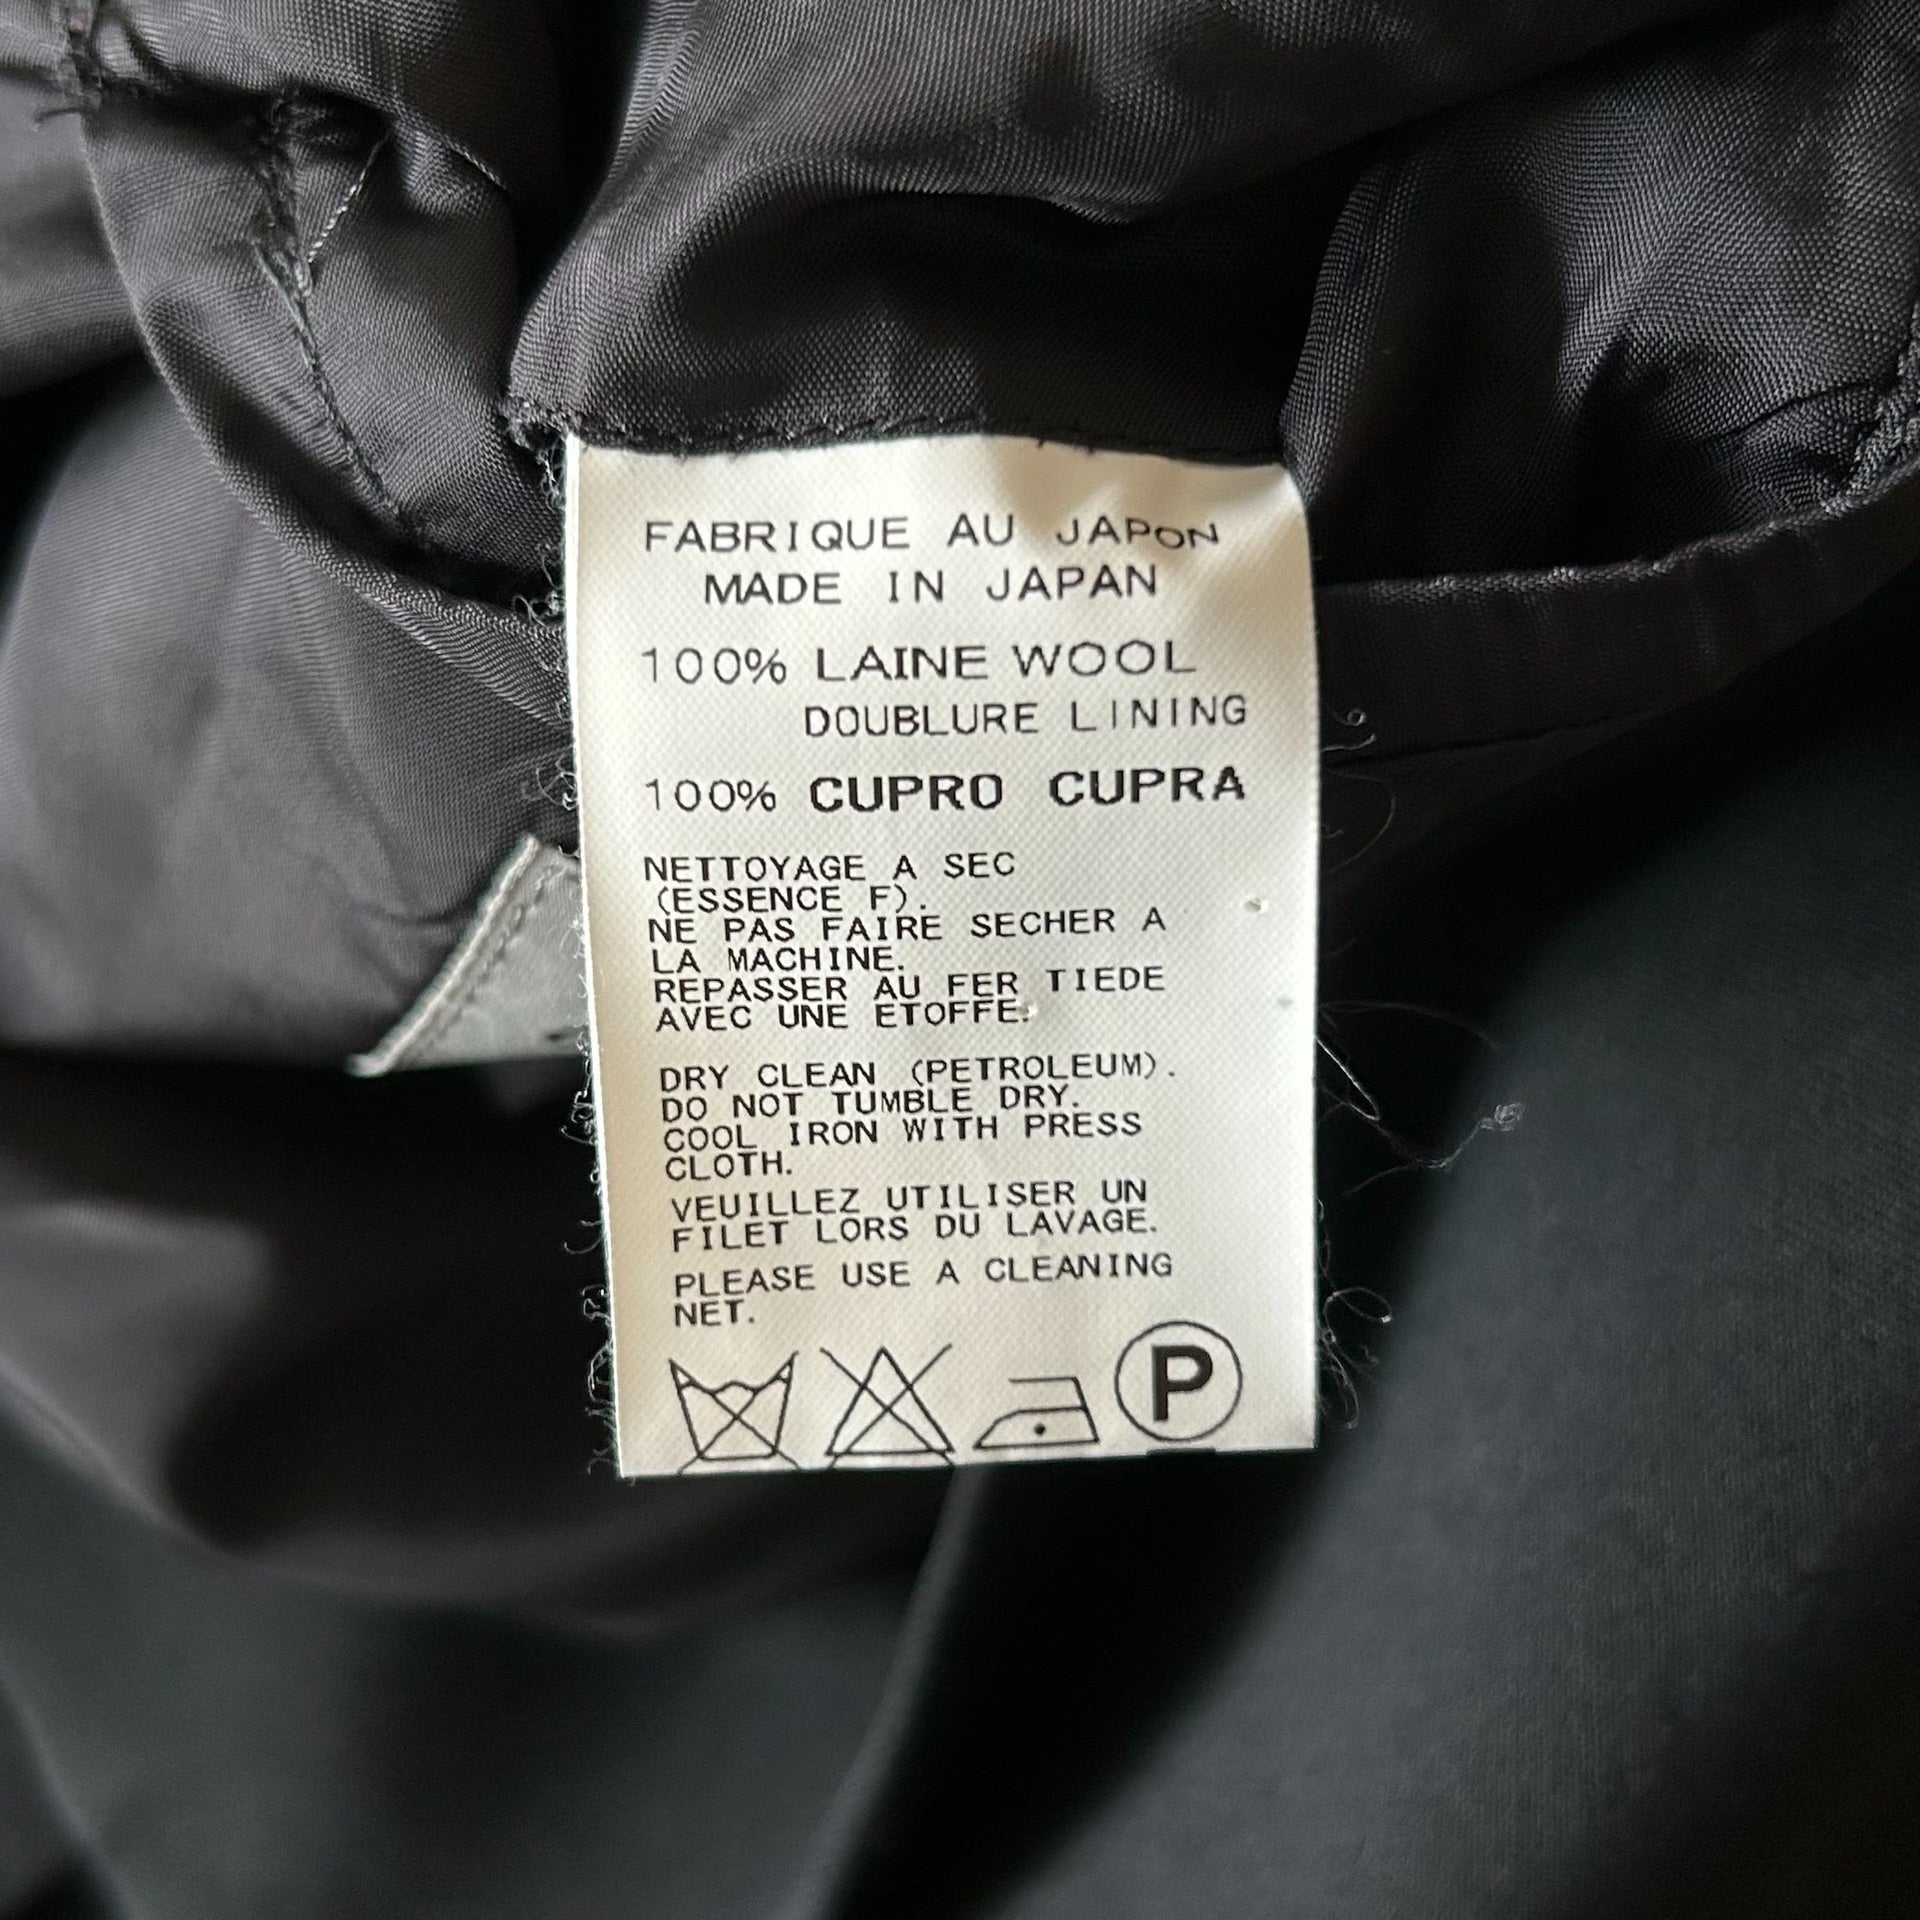 FABRIQUE AU JAPON
MADE IN JAPAN
100% LAINE WOOL
DOUBLURE LINING
100% CUPRO CUPRA
NETTOYAGE A SEC
(ESSENCE F).
NE PAS FAIRE SECHER A
LA MACHINE.
REPASSER AU FER TIEDE
AVEC UNE ETOFFE.
DRY CLEAN (PETROLEUM).
DO NOT TUMBLE DRY.
COOL IRON WITH PRESS
CLOTH.
VEUILLEZ UTILISER UN
FILET LORS DU LAVAGE.
PLEASE USE A CLEANING
NET.
P